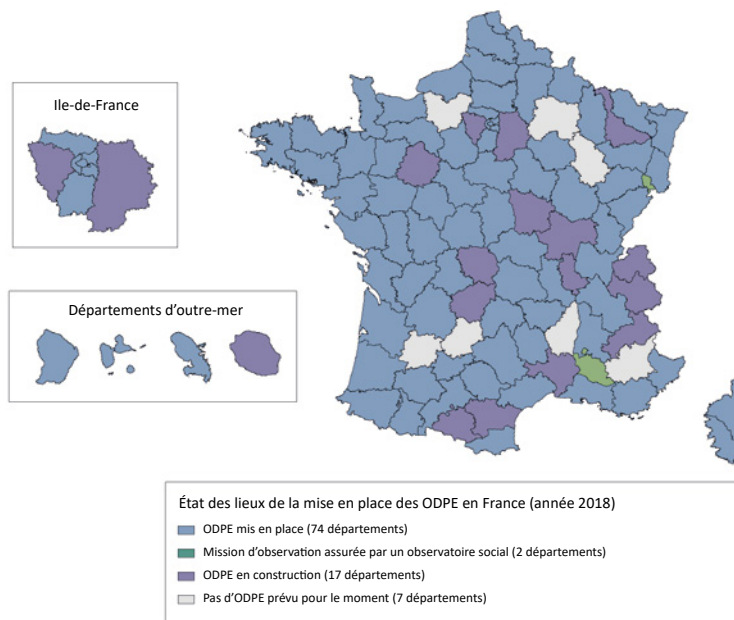 Ile-de-France
Départements d'outre-mer
État des lieux de la mise en place des ODPE en France (année 2018)
ODPE mis en place (74 départements)
Mission d'observation assurée par un observatoire social (2 départements)
ODPE en construction (17 départements)
Pas d'ODPE prévu pour le moment (7 départements)